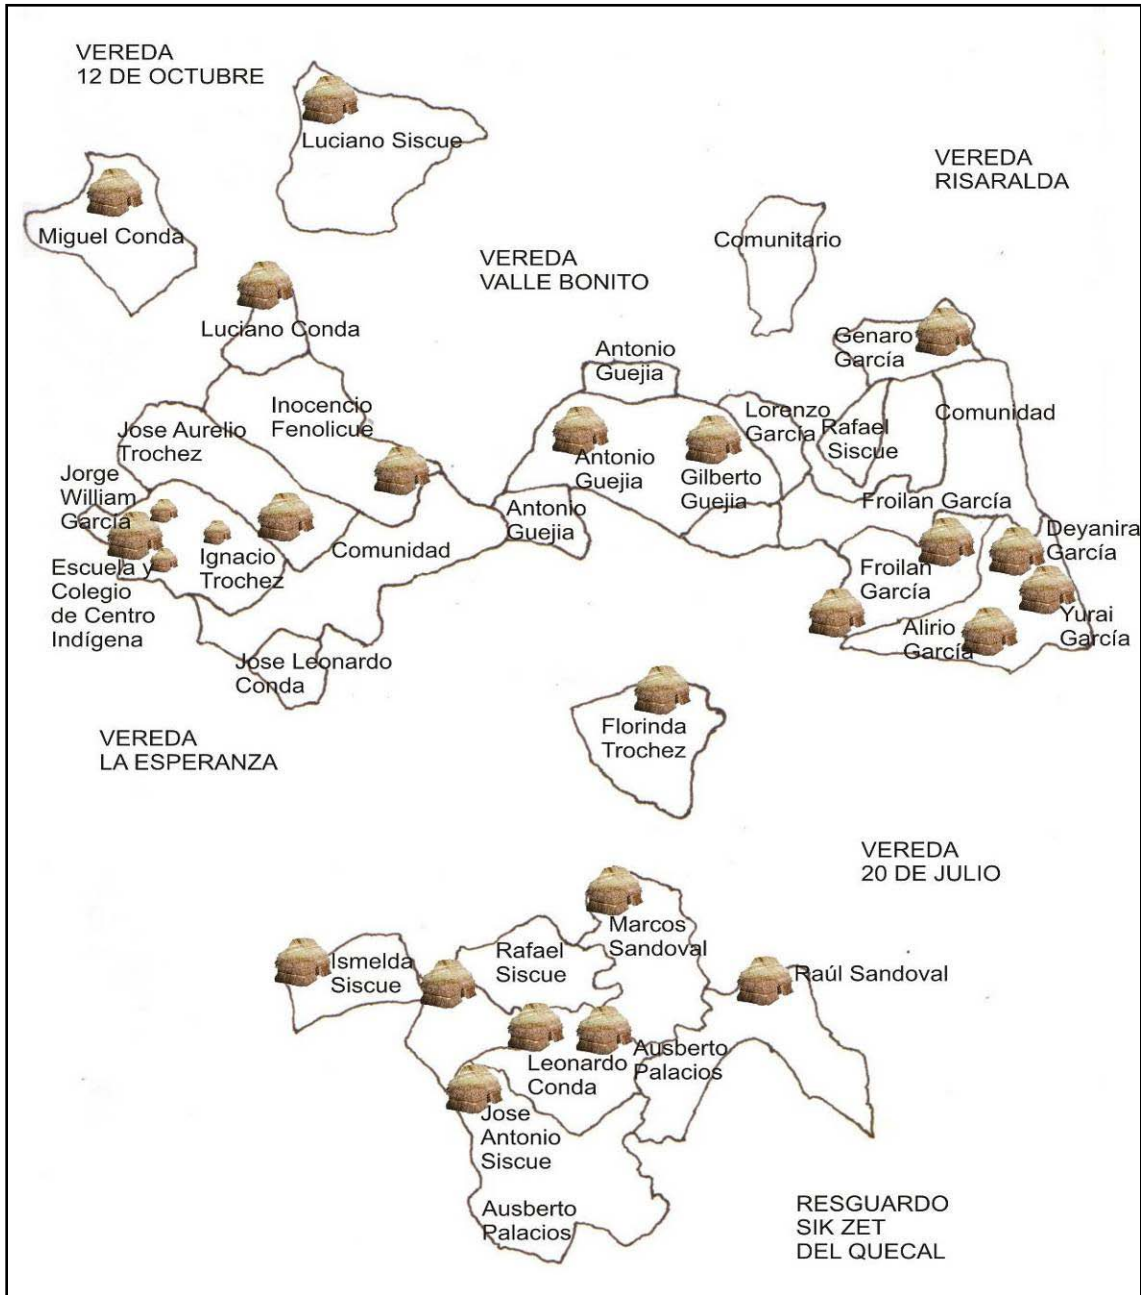 VEREDA
12 DE OCTUBRE
Luciano Siscue
VEREDA
RISARALDA
Miguel Conda
Comunitario
VEREDA
VALLE BONITO
Luciano Conda
Genaro
García
Antonio
Guejia
Inocencio
Fenolicue
Lorenzo
García
Rafael
Siscue
Comunidad
Jose Aurelio
Trochez
Antonio
Guejia
Gilberto
Guejia
Jorge
William
García
Froilan García
Antonio
Guejia
Deyanira
García
Ignacio
Trochez
Comunidad
Escuela y
Colegio
de Centro
Indígena
Froilan
García
Yurai
García
Alirio
García
Jose Leonardo
Conda
Florinda
Trochez
VEREDA
LA ESPERANZA
VEREDA
20 DE JULIO
Marcos
Sandoval
Rafael
Siscue
Ismelda
Siscue
Raúl Sandoval
Ausberto
Palacios
Leonardo
Conda
Jose
Antonio
Siscue
Ausberto
Palacios
RESGUARDO
SIK ZET
DEL QUECAL